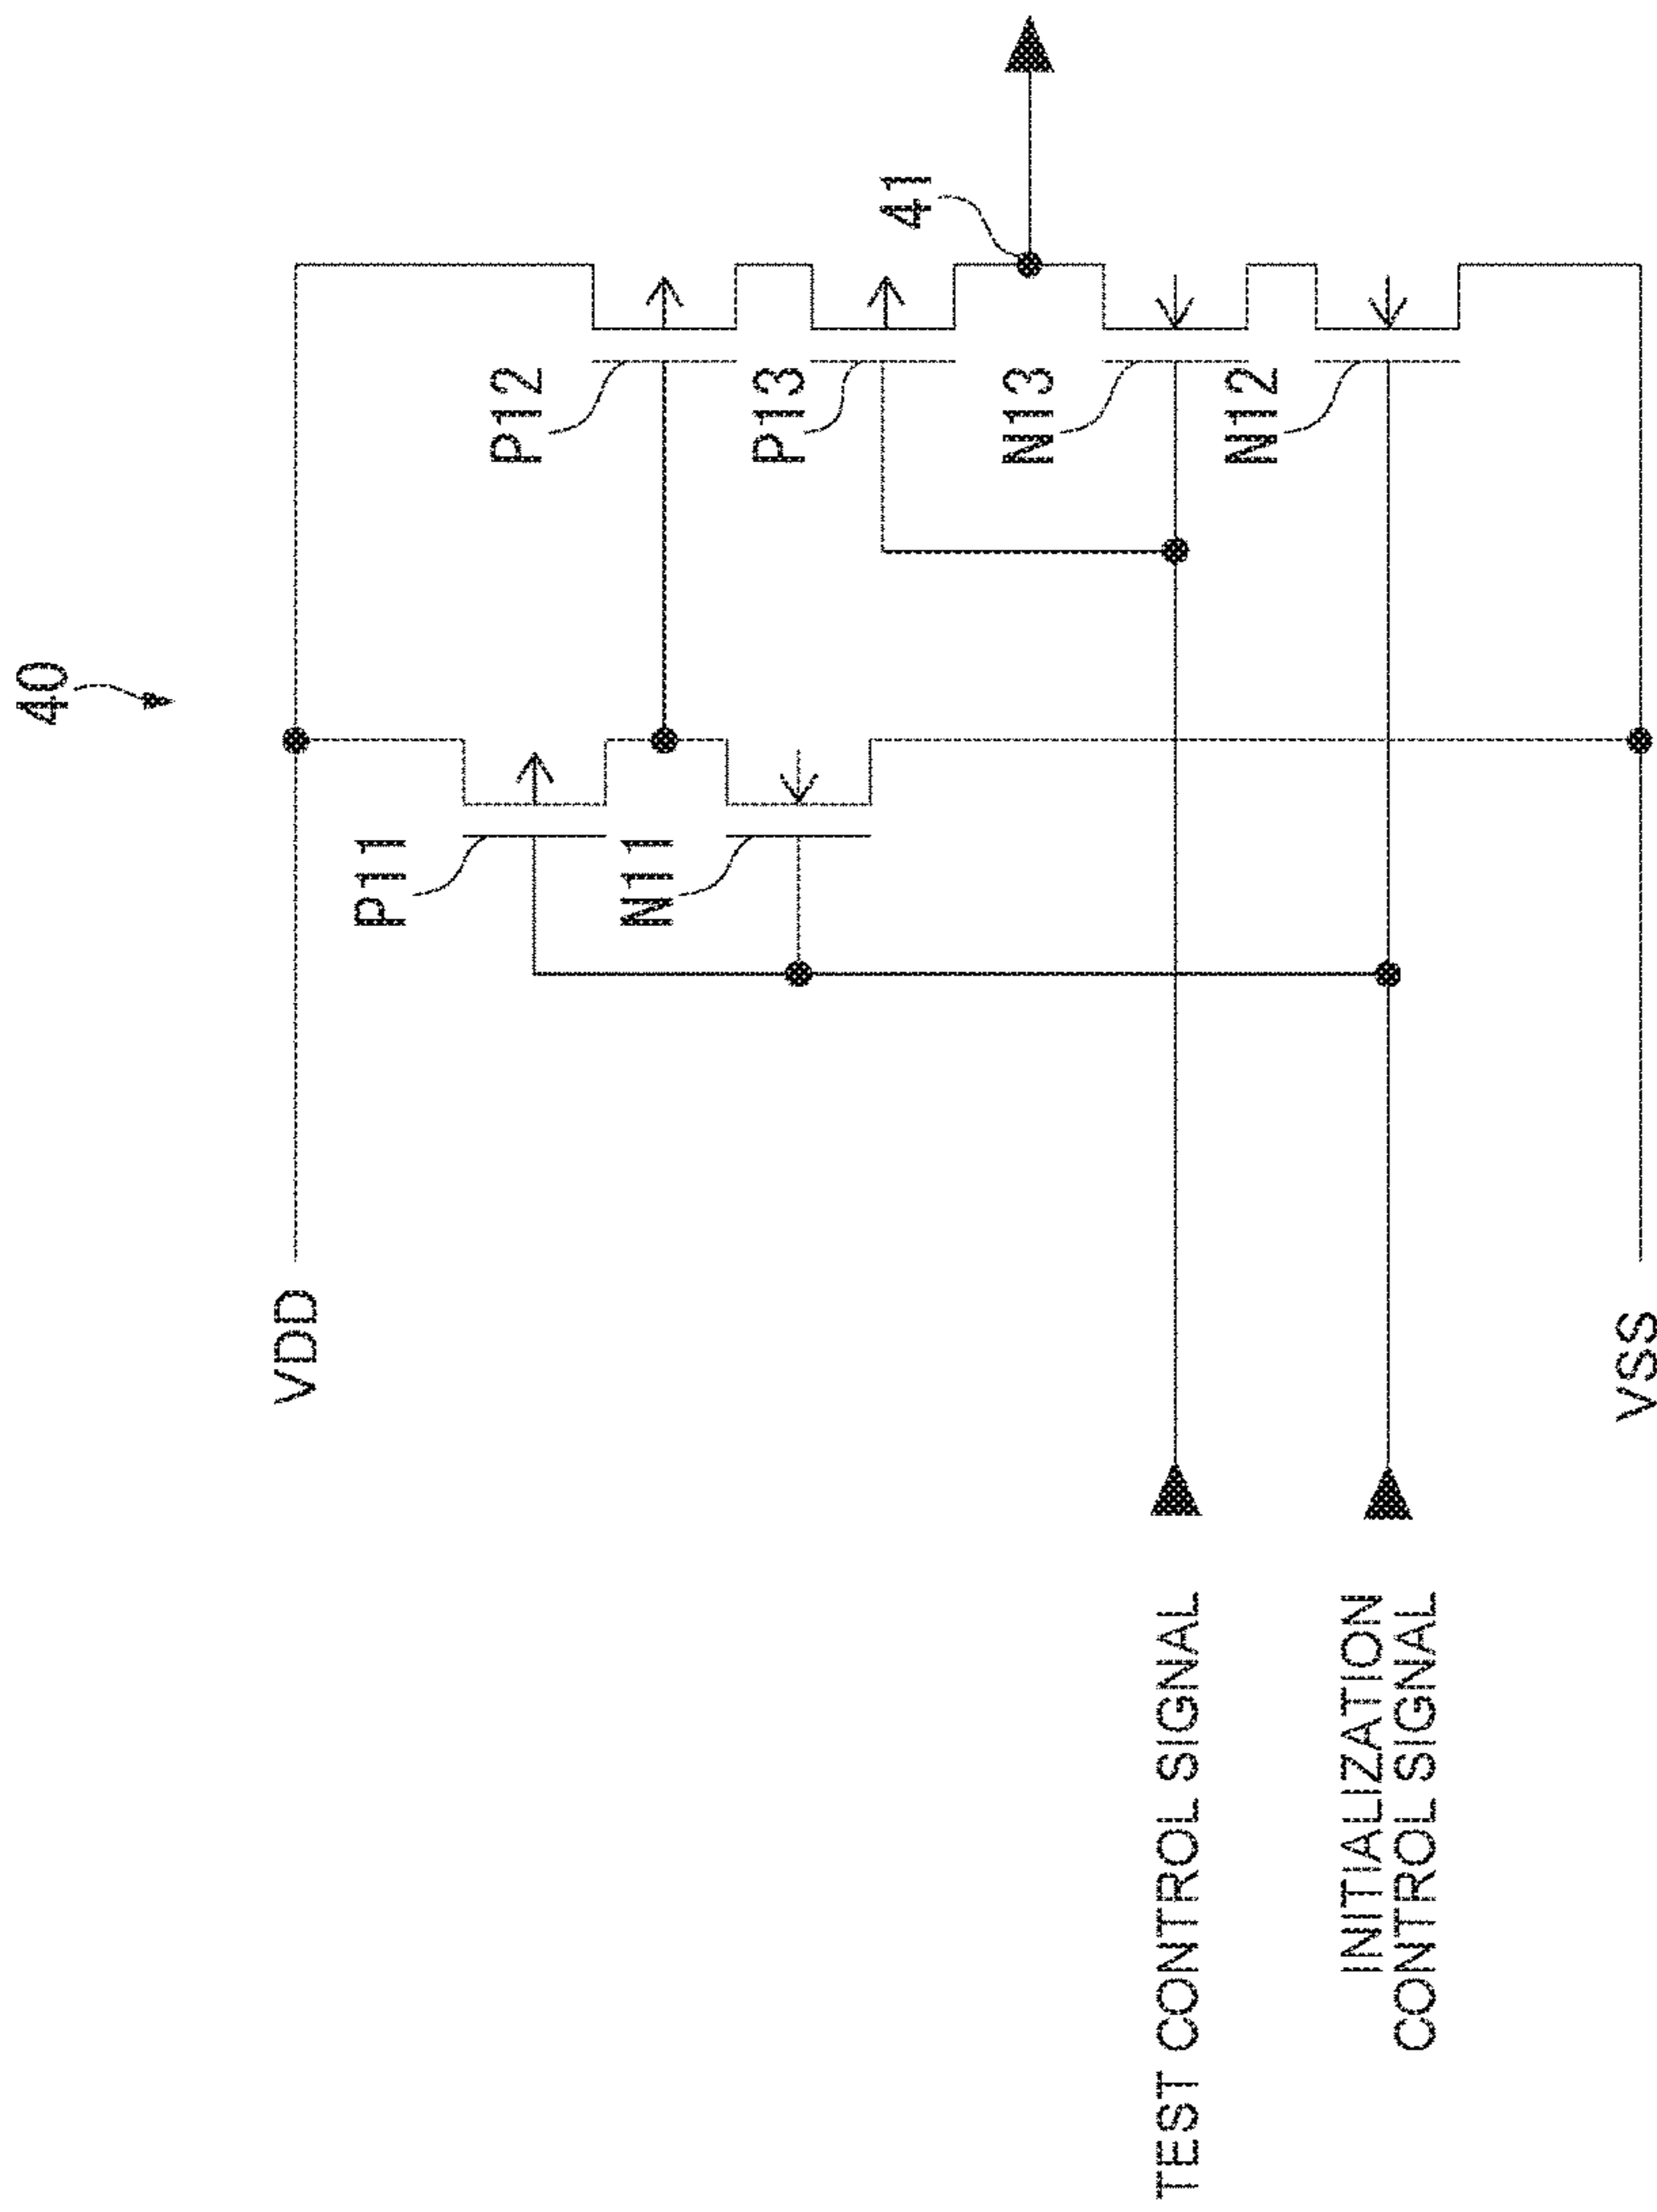 40
VDD
P11
N11
P12
P13
41
N13
N12
TEST CONTROL SIGNAL
INITIALIZATION
CONTROL SIGNAL
VSS